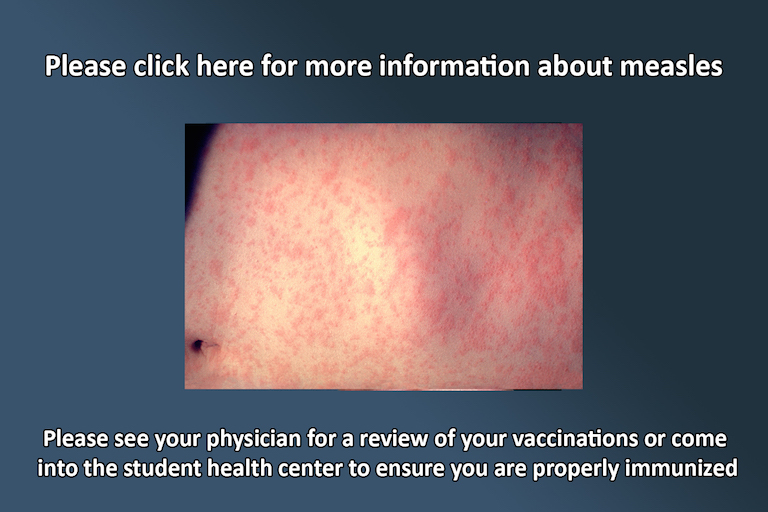 Please click here for more information about measles
Please see your physician for a review of your vaccinations or come
into the student health center to ensure you are properly immunized